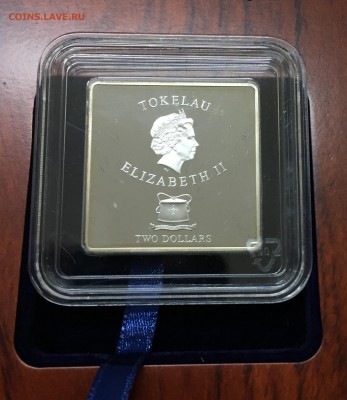 COINS.LAVE.RU
TOKELAU
ELIZABETH II
TWO DOLLARS